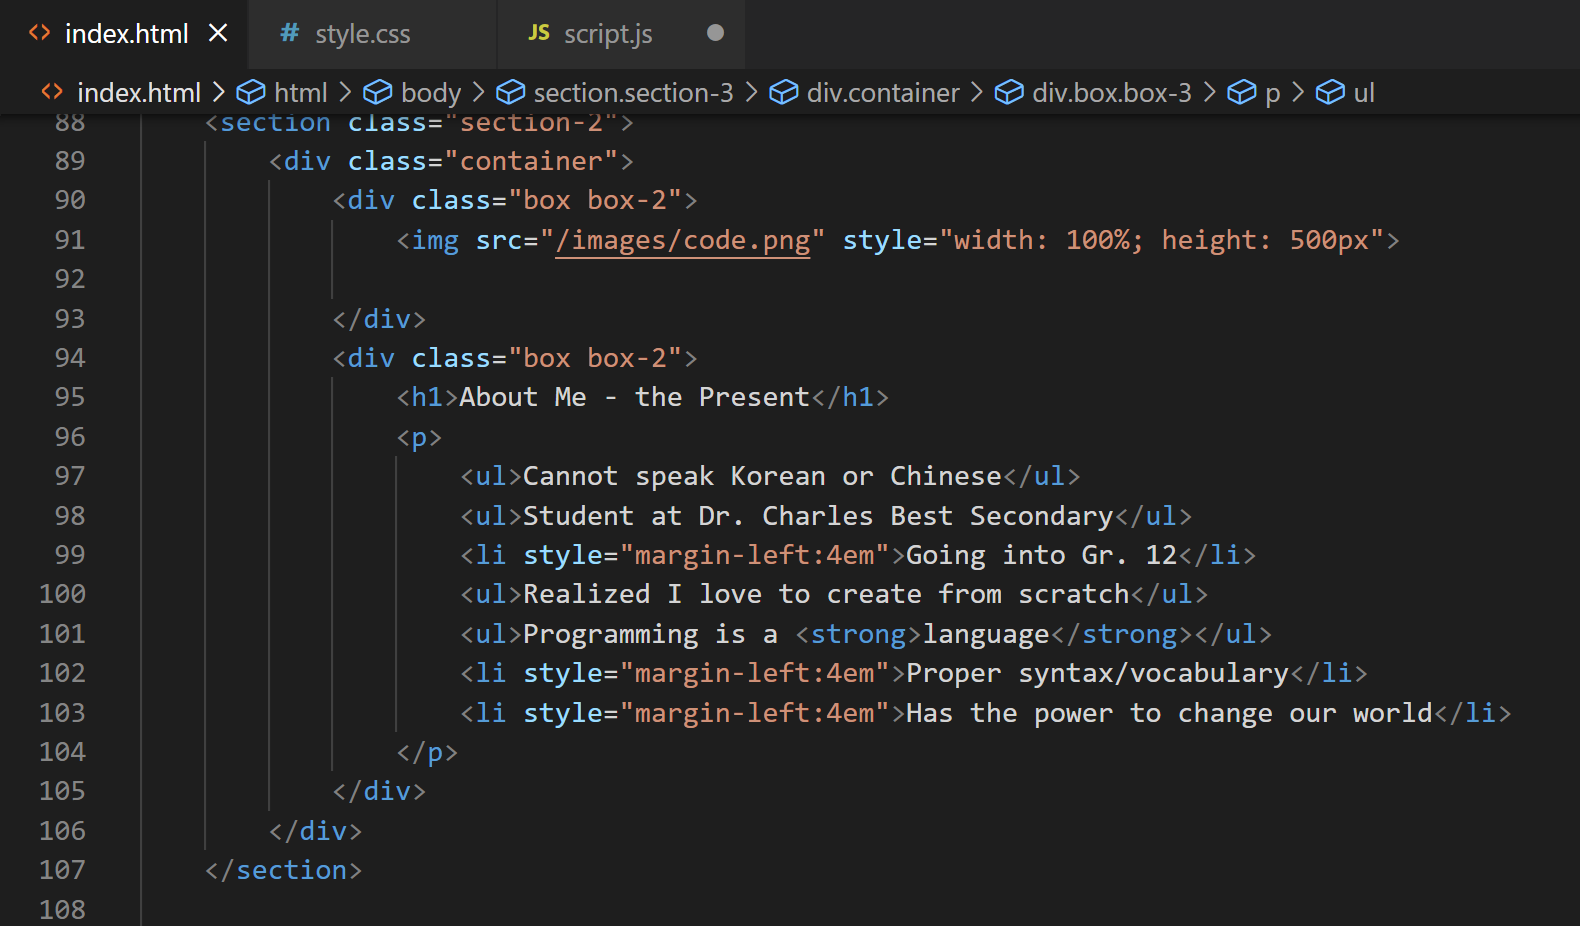 index.html
style.css
JS script.js
index.html > html > body > section.section-3 > div.container > div.box.box-3 > p > ul
88 <section class="section-2">
89 <div class="container">
90 <div class="box box-2">
91 <img src="/images/code.png" style="width: 100%; height: 500px">
92
93 </div>
94 <div class="box box-2">
95 <h1>About Me - the Present</h1>
96 <p>
97 <ul>Cannot speak Korean or Chinese</ul>
98 <ul>Student at Dr. Charles Best Secondary</ul>
99 <li style="margin-left:4em">Going into Gr. 12</li>
100 <ul>Realized I love to create from scratch</ul>
101 <ul>Programming is a <strong>language</strong></ul>
102 <li style="margin-left:4em">Proper syntax/vocabulary</li>
103 <li style="margin-left:4em">Has the power to change our world</li>
104 </p>
105 </div>
106 </div>
107 </section>
108